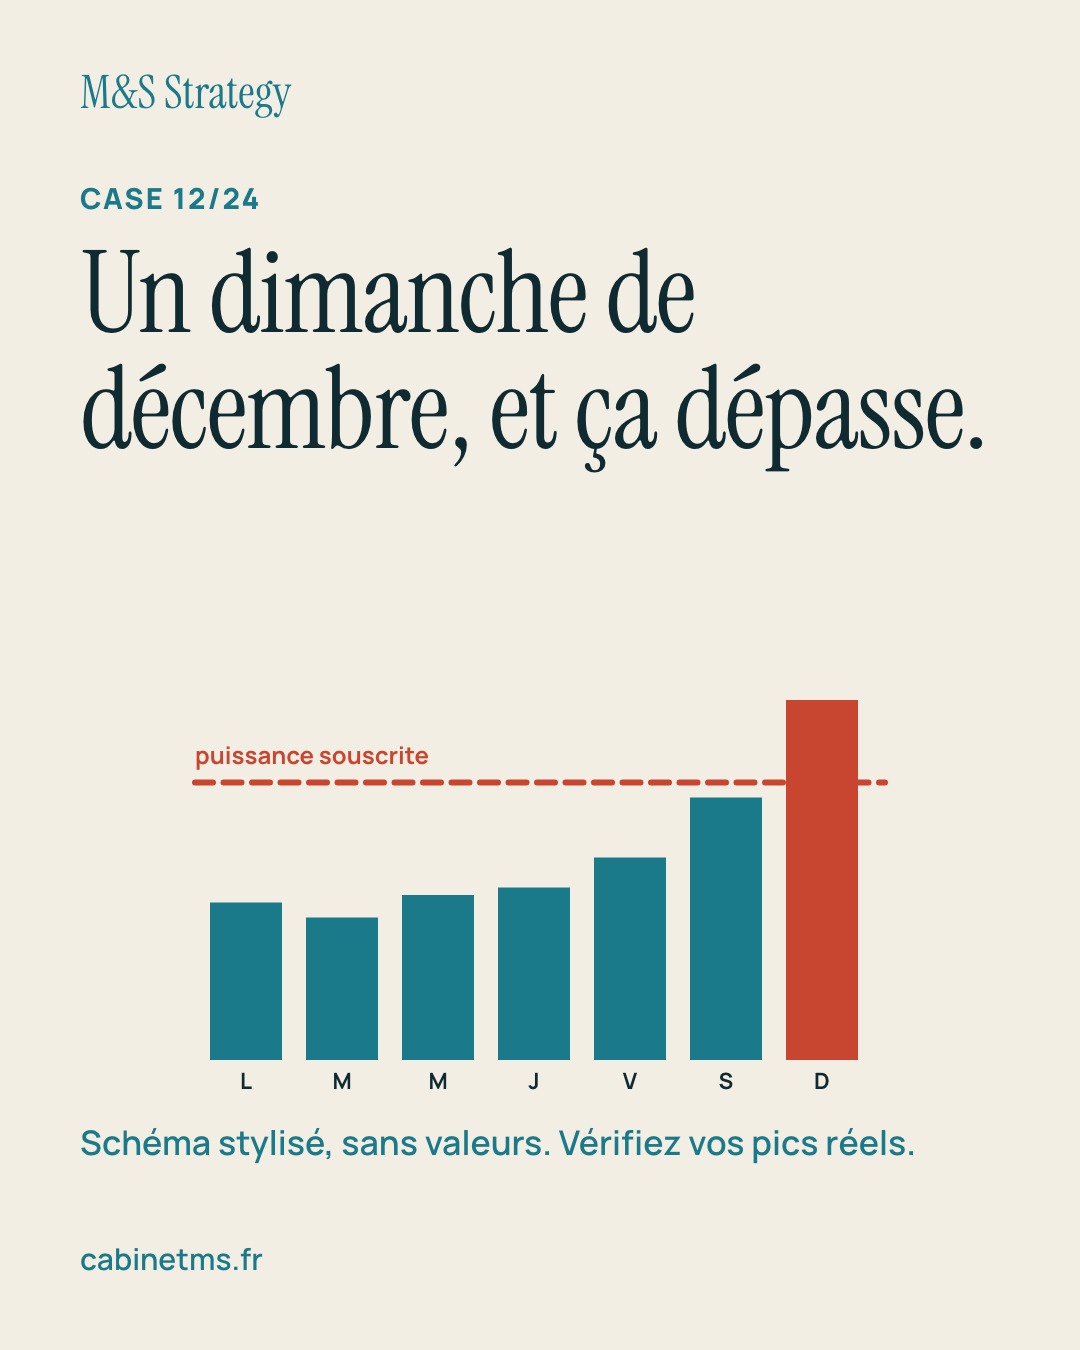 M&S Strategy
CASE 12/24
Un dimanche de
décembre, et ça dépasse.
puissance souscrite
L M M J V S D
Schéma stylisé, sans valeurs. Vérifiez vos pics réels.
cabinetms.fr